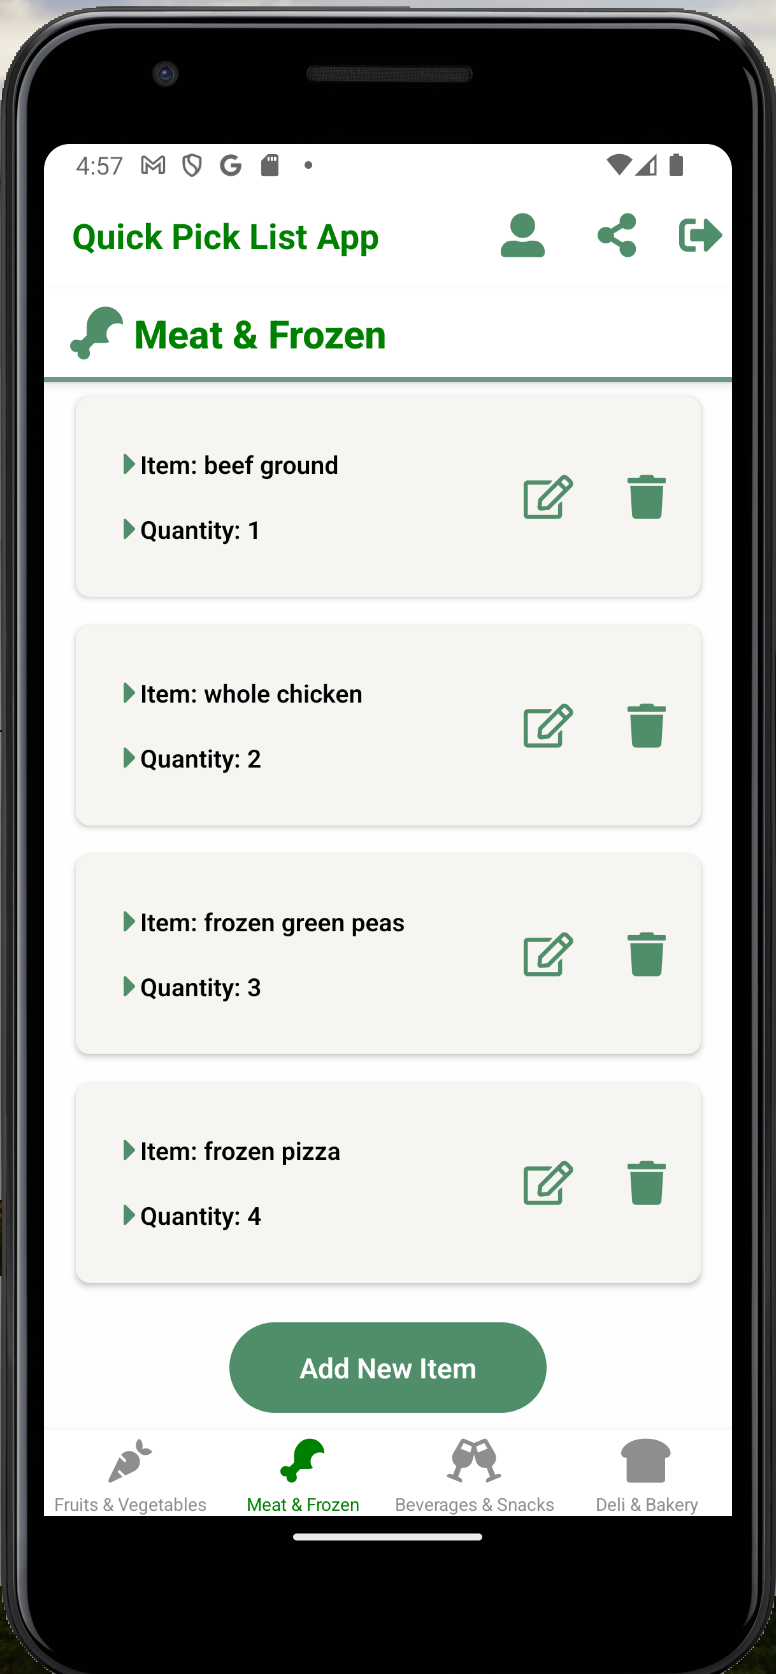 4:57
Quick Pick List App
Meat & Frozen
Item: beef ground
Quantity: 1
Item: whole chicken
Quantity: 2
Item: frozen green peas
Quantity: 3
Item: frozen pizza
Quantity: 4
Add New Item
Fruits & Vegetables Meat & Frozen Beverages & Snacks Deli & Bakery